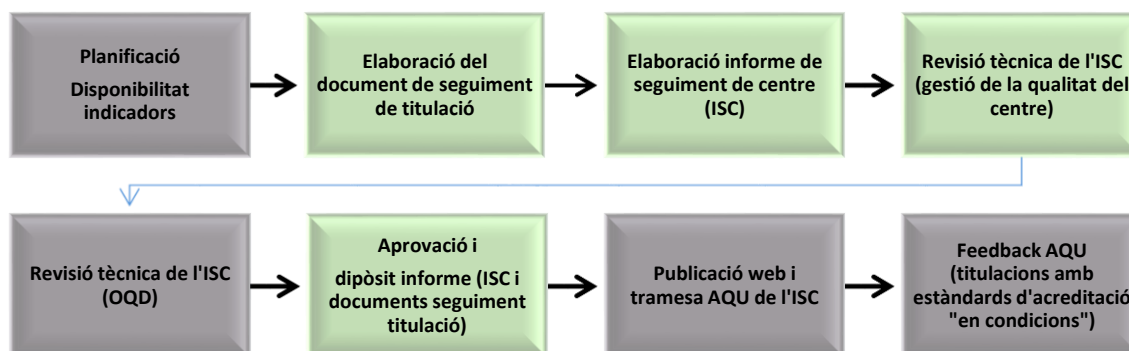 Planificació
Disponibilitat
indicadors
Elaboració del
document de seguiment
de titulació
Elaboració informe de
seguiment de centre
(ISC)
Revisió tècnica de l'ISC
(gestió de la qualitat del
centre)
Revisió tècnica de l'ISC
(OQD)
Aprovació i
dipòsit informe (ISC i
documents seguiment
titulació)
Publicació web i
tramesa AQU de l'ISC
Feedback AQU
(titulacions amb
estàndards d'acreditació
"en condicions")